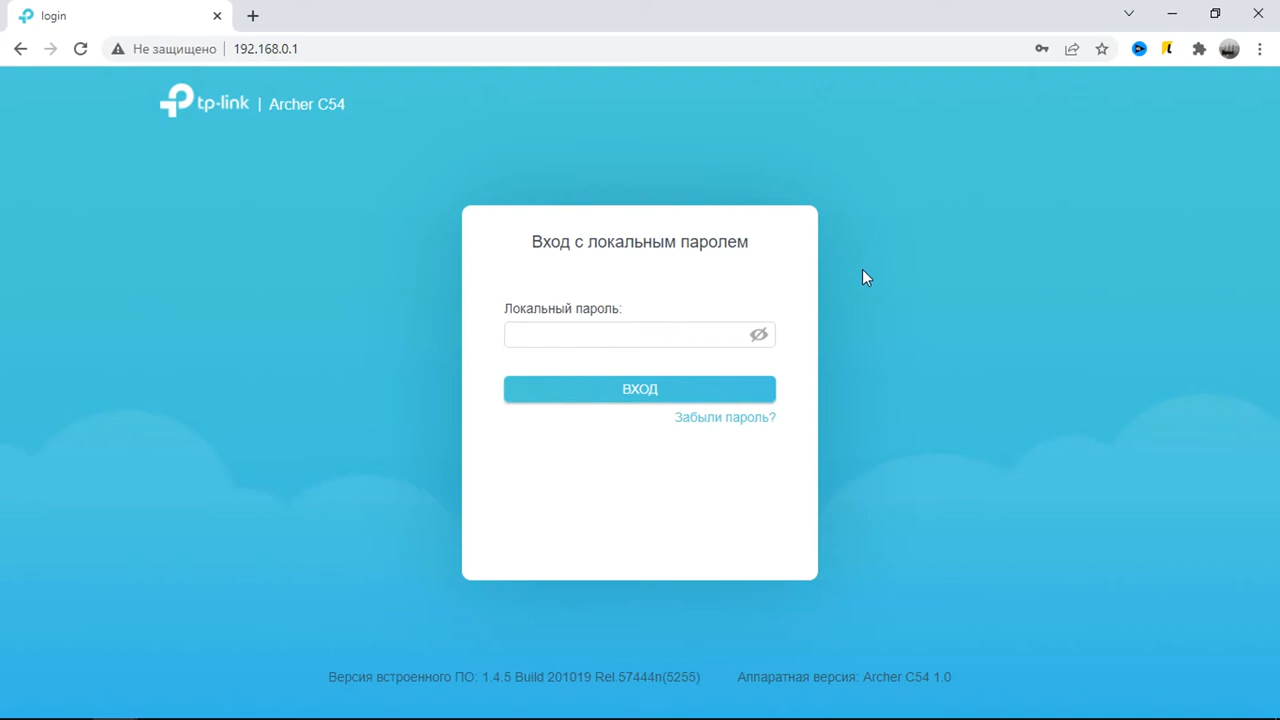 login
Не защищено 192.168.0.1
tp-link | Archer C54
Вход с локальным паролем
Локальный пароль:
ВХОД
Забыли пароль?
Версия встроенного ПО: 1.4.5 Build 201019 Rel.57444n(5255) Аппаратная версия: Archer C54 1.0